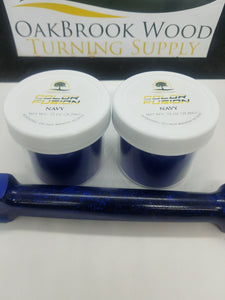 OAKBROOK WOOD
TURNING SUPPLY
COLOR
FUSION
NAVY
COLOR
FUSION
NAVY